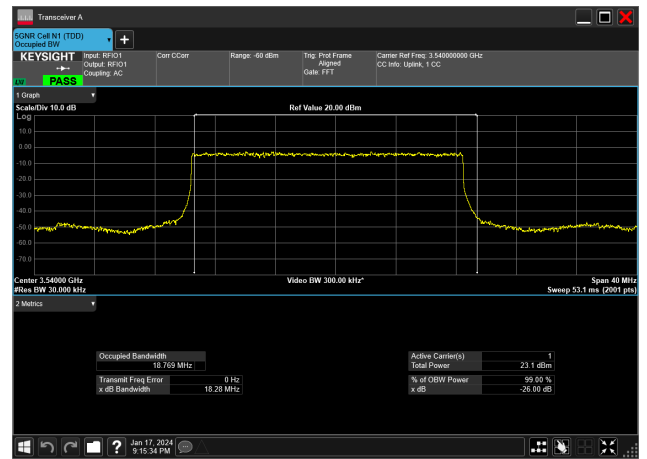 Transceiver A
5GNR Cell N1 (TDD)
Occupied BW
KEYSIGHT
Input: RFIO1
Output: RFIO1
Coupling: AC
Corr CCorr
Range: -60 dBm
Trig: Prot Frame
Aligned
Gate: FFT
Carrier Ref Freq: 3.540000000 GHz
CC Info: Uplink, 1 CC
PASS
1 Graph
Scale/Div 10.0 dB
Ref Value 20.00 dBm
Log
10.0
0.00
-10.0
-20.0
-30.0
-40.0
-50.0
-60.0
-70.0
Center 3.54000 GHz
Video BW 300.00 kHz*
Span 40 MHz
#Res BW 30.000 kHz
Sweep 53.1 ms (2001 pts)
2 Metrics
Occupied Bandwidth
18.769 MHz
Active Carrier(s) 1
Total Power 23.1 dBm
Transmit Freq Error 0 Hz
x dB Bandwidth 18.28 MHz
% of OBW Power 99.00 %
x dB -26.00 dB
Jan 17, 2024
9:15:34 PM